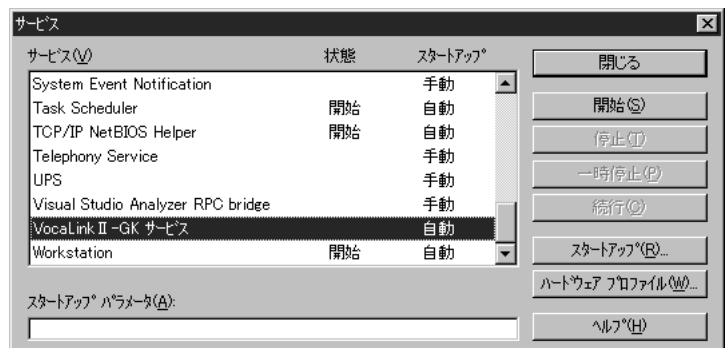 サービス
サービス(V) 状態 スタートアップ
System Event Notification 手動
Task Scheduler 開始 自動
TCP/IP NetBIOS Helper 開始 自動
Telephony Service 手動
UPS 手動
Visual Studio Analyzer RPC bridge 手動
VocaLinkⅡ-GK サービス 自動
Workstation 開始 自動
スタートアップ パラメータ(A):
閉じる
開始(S)
停止(T)
一時停止(P)
続行(C)
スタートアップ(R)...
ハードウェア プロファイル(W)...
ヘルプ(H)